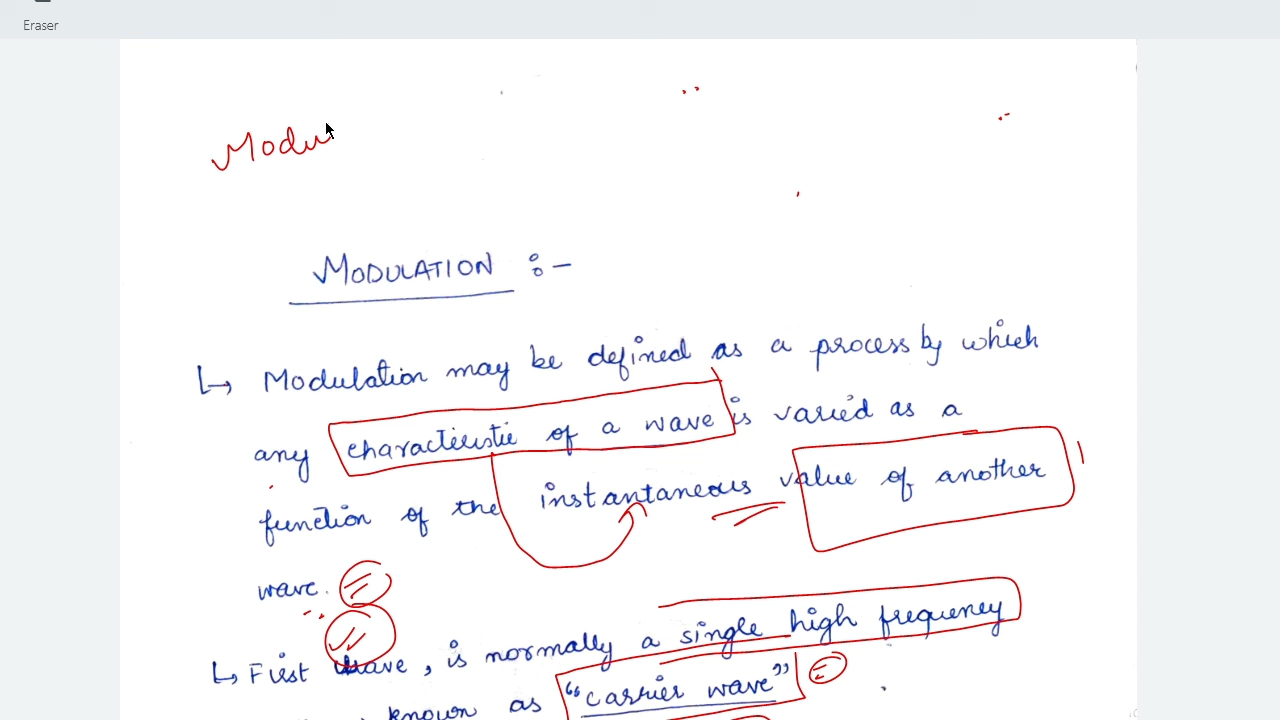 Eraser
Modu
MODULATION :-
↳ Modulation may be defined as a process by which
any characteristic of a wave is varied as a
function of the instantaneous value of another
wave.
↳ First wave, is normally a single high frequency
known as "carrier wave"